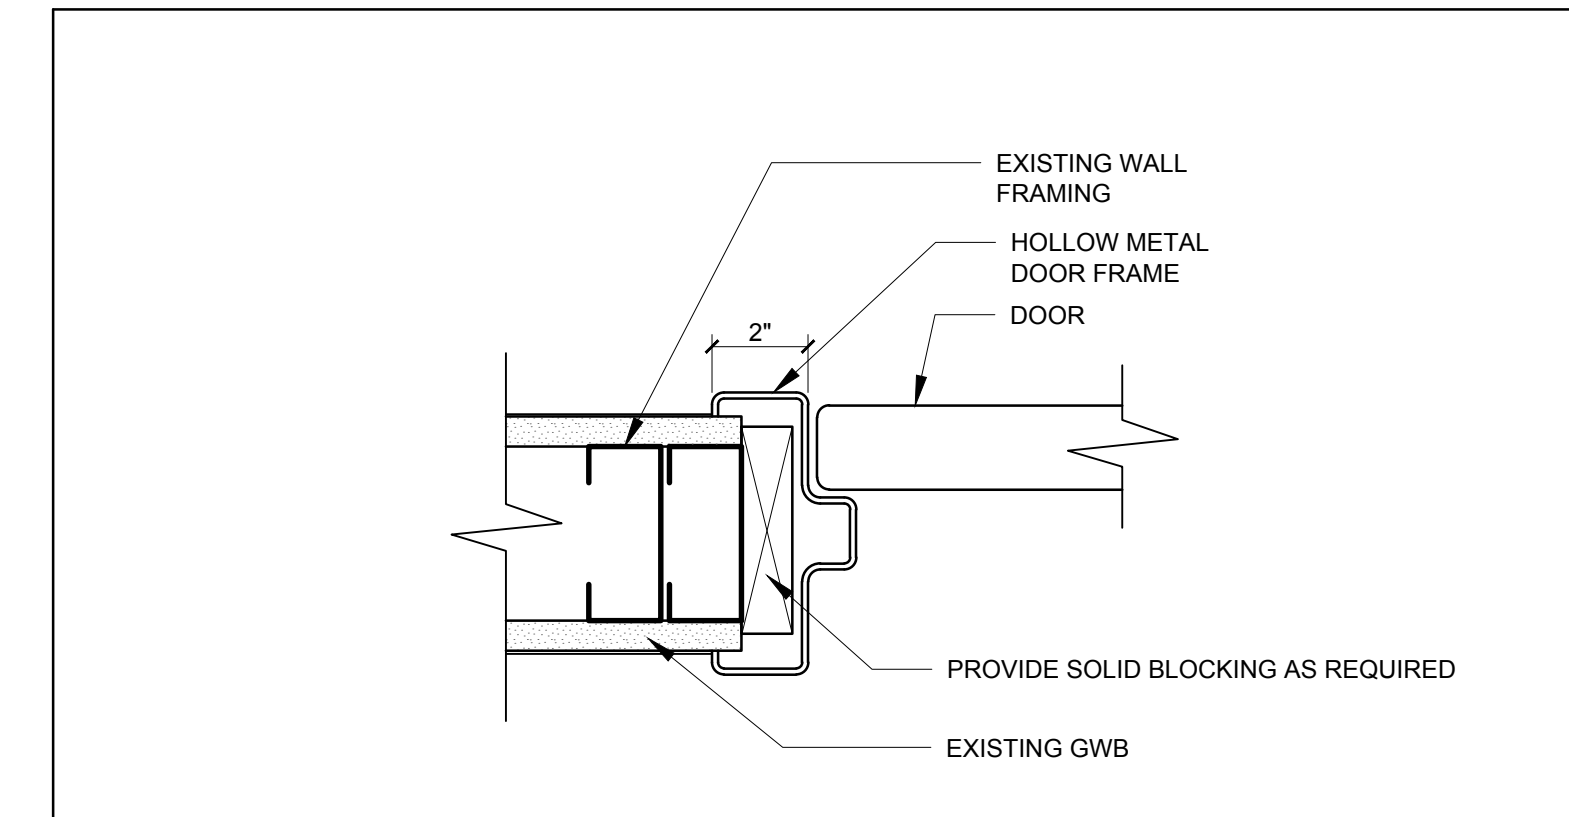 EXISTING WALL
FRAMING
HOLLOW METAL
DOOR FRAME
DOOR
2"
PROVIDE SOLID BLOCKING AS REQUIRED
EXISTING GWB